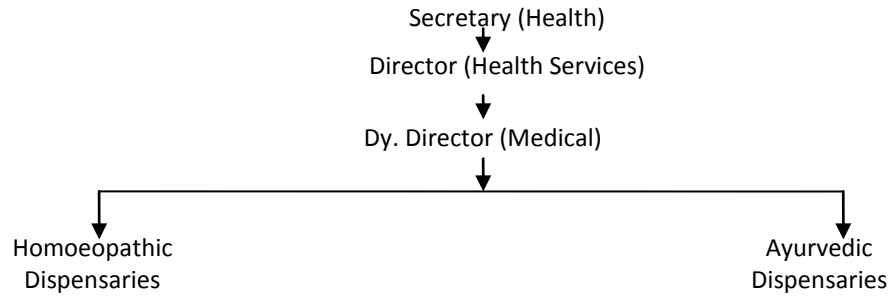 Secretary (Health)
Director (Health Services)
Dy. Director (Medical)
Homoeopathic
Dispensaries
Ayurvedic
Dispensaries